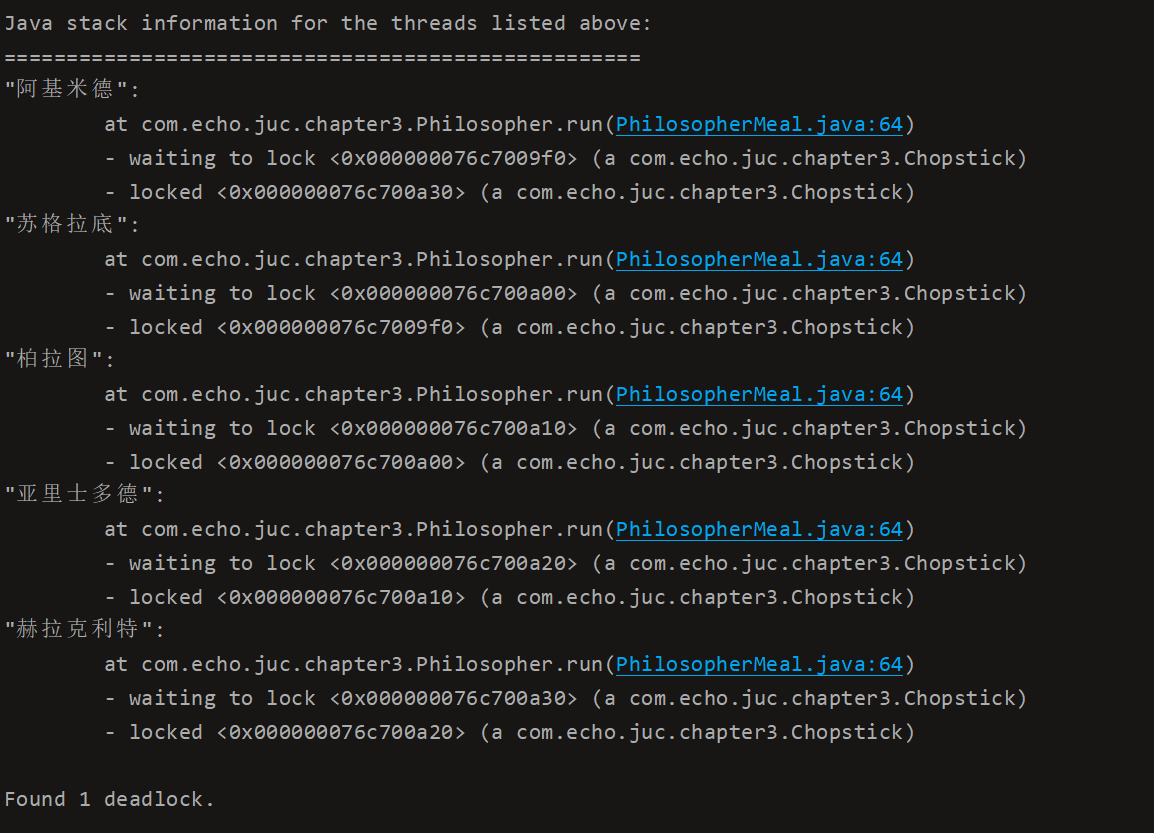 Java stack information for the threads listed above:
===================================================
"阿基米德":
        at com.echo.juc.chapter3.Philosopher.run(PhilosopherMeal.java:64)
        - waiting to lock <0x000000076c7009f0> (a com.echo.juc.chapter3.Chopstick)
        - locked <0x000000076c700a30> (a com.echo.juc.chapter3.Chopstick)
"苏格拉底":
        at com.echo.juc.chapter3.Philosopher.run(PhilosopherMeal.java:64)
        - waiting to lock <0x000000076c700a00> (a com.echo.juc.chapter3.Chopstick)
        - locked <0x000000076c7009f0> (a com.echo.juc.chapter3.Chopstick)
"柏拉图":
        at com.echo.juc.chapter3.Philosopher.run(PhilosopherMeal.java:64)
        - waiting to lock <0x000000076c700a10> (a com.echo.juc.chapter3.Chopstick)
        - locked <0x000000076c700a00> (a com.echo.juc.chapter3.Chopstick)
"亚里士多德":
        at com.echo.juc.chapter3.Philosopher.run(PhilosopherMeal.java:64)
        - waiting to lock <0x000000076c700a20> (a com.echo.juc.chapter3.Chopstick)
        - locked <0x000000076c700a10> (a com.echo.juc.chapter3.Chopstick)
"赫拉克利特":
        at com.echo.juc.chapter3.Philosopher.run(PhilosopherMeal.java:64)
        - waiting to lock <0x000000076c700a30> (a com.echo.juc.chapter3.Chopstick)
        - locked <0x000000076c700a20> (a com.echo.juc.chapter3.Chopstick)
Found 1 deadlock.